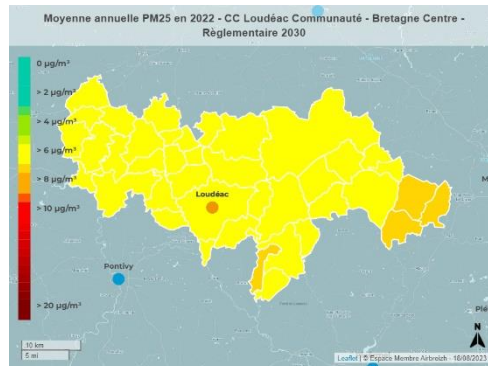 Moyenne annuelle PM25 en 2022 - CC Loudéac Communauté - Bretagne Centre -
Règlementaire 2030
0 µg/m³
> 2 µg/m³
> 4 µg/m³
> 6 µg/m³
> 8 µg/m³
> 10 µg/m³
> 20 µg/m³
Loudéac
M
Pontivy
Plé
N
10 km
5 mi
Leaflet | © Espace Membre Airbreizh - 18/08/2023